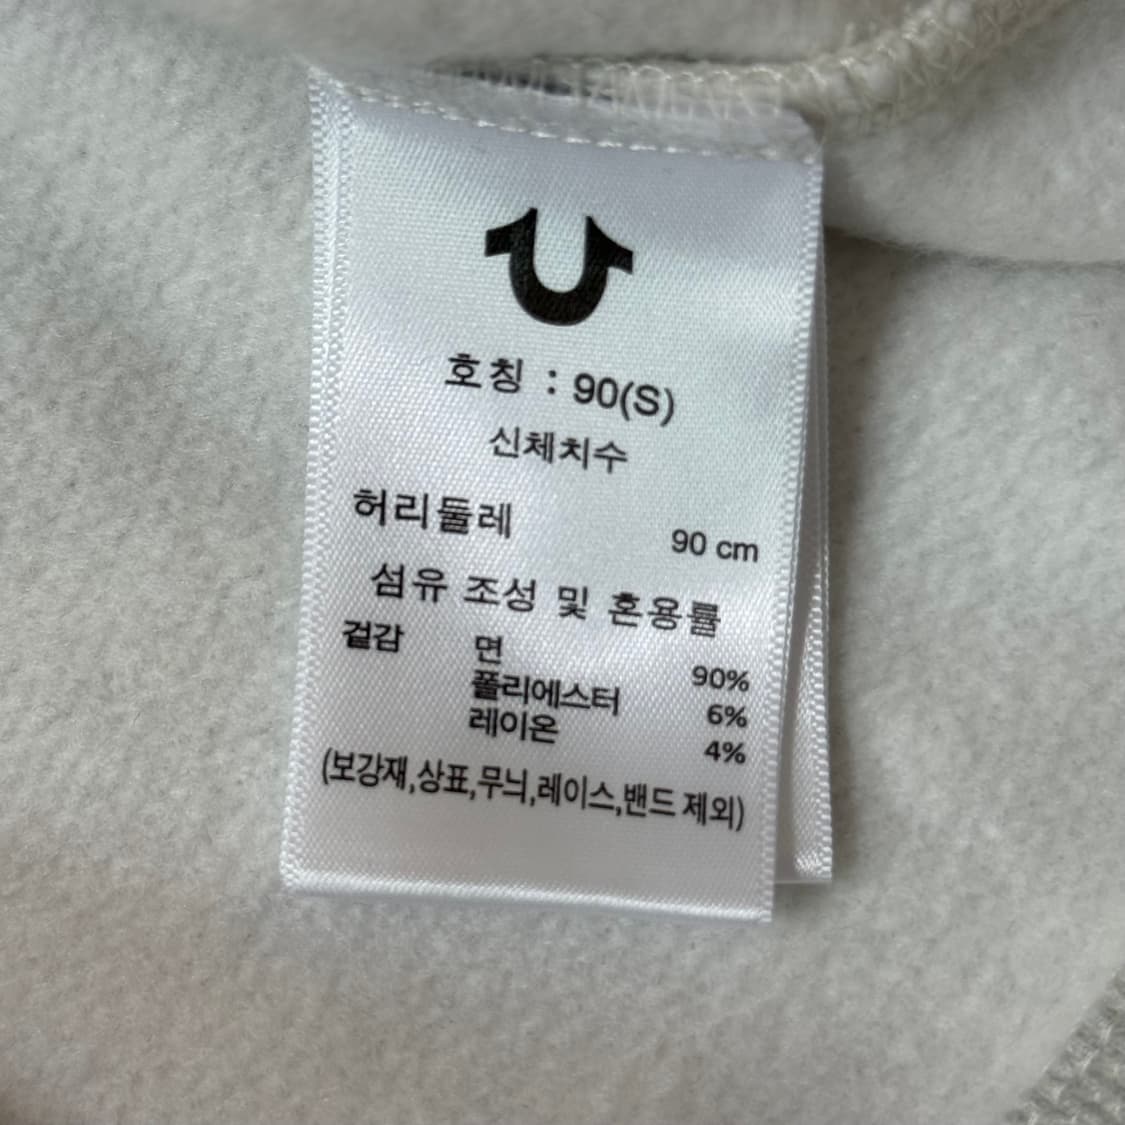 호칭 : 90(S)
신체치수
허리둘레 90 cm
섬유 조성 및 혼용률
겉감 면 90%
폴리에스터 6%
레이온 4%
(보강재,상표,무늬,레이스,밴드 제외)